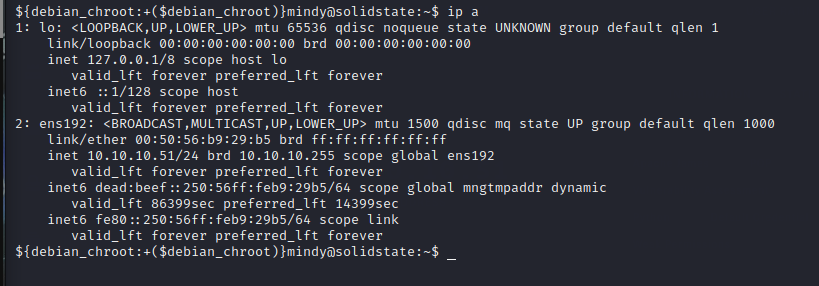 ${debian_chroot:+($debian_chroot)}mindy@solidstate:~$ ip a
1: lo: <LOOPBACK,UP,LOWER_UP> mtu 65536 qdisc noqueue state UNKNOWN group default qlen 1
    link/loopback 00:00:00:00:00:00 brd 00:00:00:00:00:00
    inet 127.0.0.1/8 scope host lo
       valid_lft forever preferred_lft forever
    inet6 ::1/128 scope host
       valid_lft forever preferred_lft forever
2: ens192: <BROADCAST,MULTICAST,UP,LOWER_UP> mtu 1500 qdisc mq state UP group default qlen 1000
    link/ether 00:50:56:b9:29:b5 brd ff:ff:ff:ff:ff:ff
    inet 10.10.10.51/24 brd 10.10.10.255 scope global ens192
       valid_lft forever preferred_lft forever
    inet6 dead:beef::250:56ff:feb9:29b5/64 scope global mngtmpaddr dynamic
       valid_lft 86399sec preferred_lft 14399sec
    inet6 fe80::250:56ff:feb9:29b5/64 scope link
       valid_lft forever preferred_lft forever
${debian_chroot:+($debian_chroot)}mindy@solidstate:~$ _